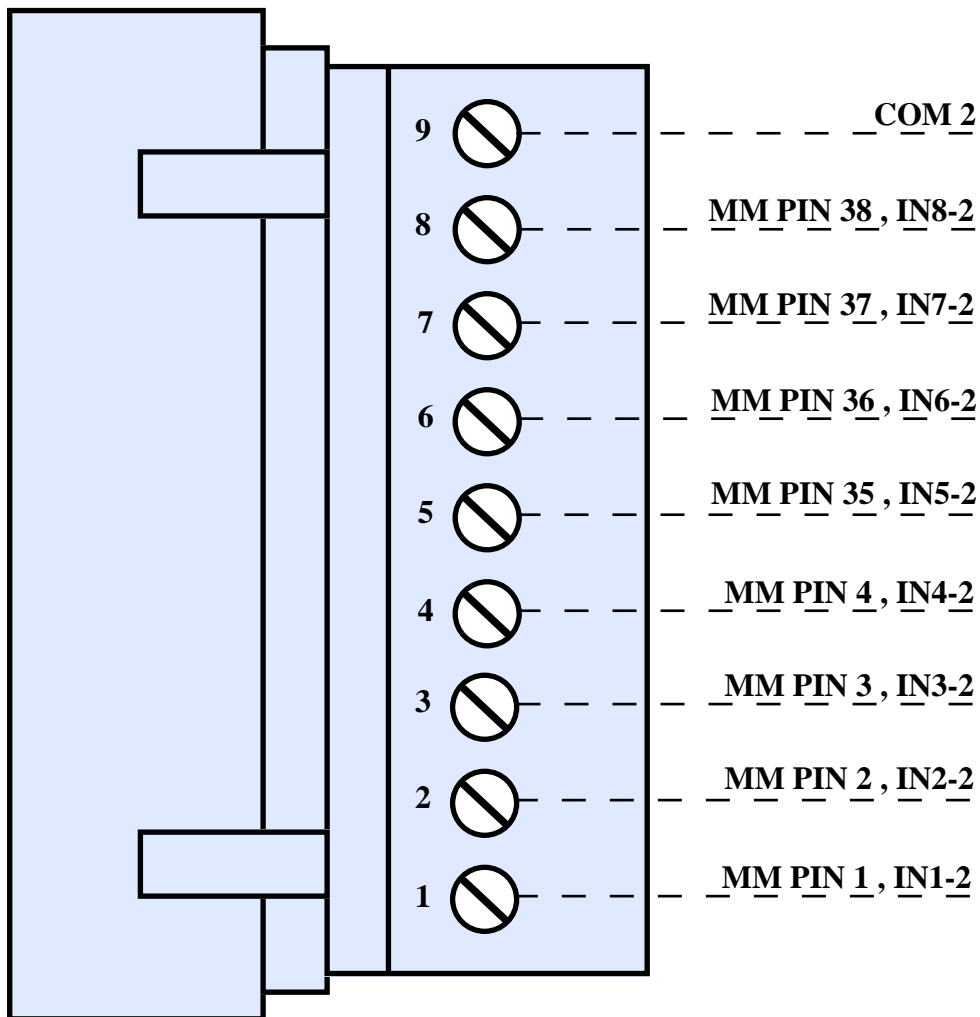 9 COM 2
8 MM PIN 38 , IN8-2
7 MM PIN 37 , IN7-2
6 MM PIN 36 , IN6-2
5 MM PIN 35 , IN5-2
4 MM PIN 4 , IN4-2
3 MM PIN 3 , IN3-2
2 MM PIN 2 , IN2-2
1 MM PIN 1 , IN1-2